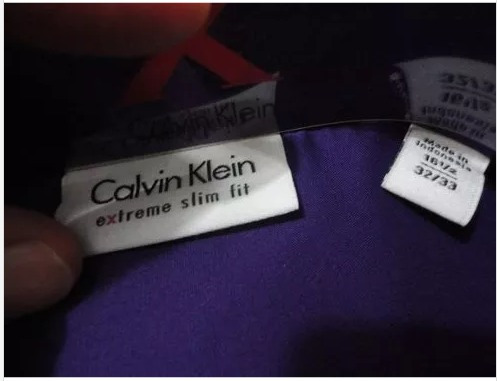 Calvin Klein
Calvin Klein
extreme slim fit
Made in
Indonesia
16 1/2
32/33